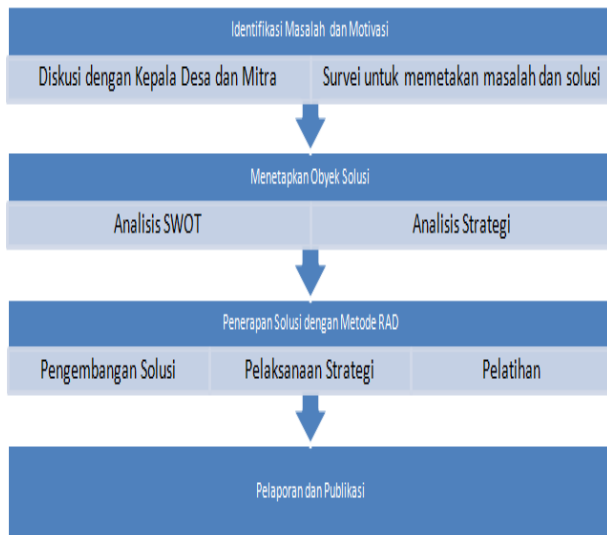 Identifikasi Masalah dan Motivasi
Diskusi dengan Kepala Desa dan Mitra
Survei untuk memetakan masalah dan solusi
Menetapkan Obyek Solusi
Analisis SWOT
Analisis Strategi
Penerapan Solusi dengan Metode RAD
Pengembangan Solusi
Pelaksanaan Strategi
Pelatihan
Pelaporan dan Publikasi